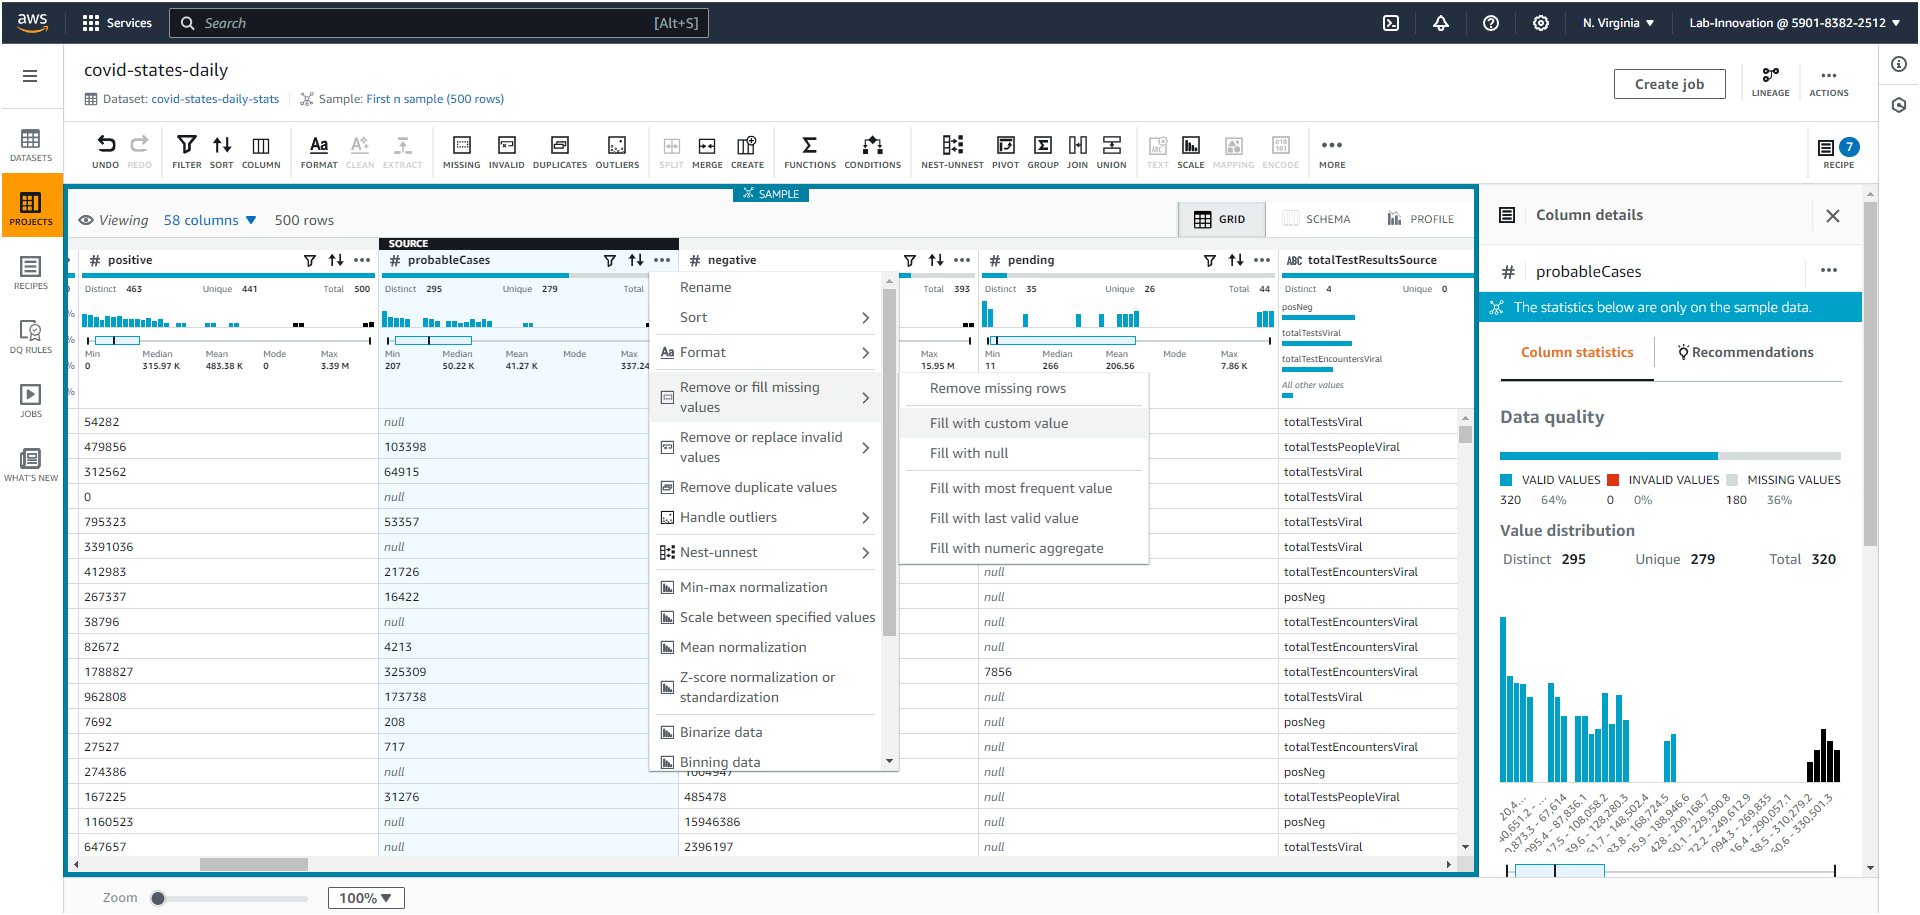 aws
Services
Search [Alt+S]
N. Virginia
Lab-Innovation @ 5901-8382-2512
covid-states-daily
Dataset: covid-states-daily-stats
Sample: First n sample (500 rows)
Create job
LINEAGE
ACTIONS
DATASETS
PROJECTS
RECIPES
DQ RULES
JOBS
WHAT'S NEW
UNDO REDO FILTER SORT COLUMN FORMAT CLEAN EXTRACT MISSING INVALID DUPLICATES OUTLIERS SPLIT MERGE CREATE FUNCTIONS CONDITIONS NEST-UNNEST PIVOT GROUP JOIN UNION TEXT SCALE MAPPING ENCODE MORE
RECIPE 7
SAMPLE
Viewing 58 columns 500 rows
GRID SCHEMA PROFILE
SOURCE
# positive
Distinct 463 Unique 441 Total 500
Min Median Mean Mode Max
0 315.97 K 483.38 K 0 3.39 M
54282
479856
312562
0
795323
3391036
412983
267337
38796
82672
1788827
962808
7692
27527
274386
167225
1160523
647657
# probableCases
Distinct 295 Unique 279 Total
Min Median Mean Mode Max
207 50.22 K 41.27 K 337.24
null
103398
64915
null
53357
null
21726
16422
null
4213
325309
173738
208
717
null
31276
null
null
Rename
Sort
Format
Remove or fill missing
values
Remove or replace invalid
values
Remove duplicate values
Handle outliers
Nest-unnest
Min-max normalization
Scale between specified values
Mean normalization
Z-score normalization or
standardization
Binarize data
Binning data
Remove missing rows
Fill with custom value
Fill with null
Fill with most frequent value
Fill with last valid value
Fill with numeric aggregate
# negative
Total 393
Max
15.95 M
485478
15946386
2396197
# pending
Distinct 35 Unique 26 Total 44
Min Median Mean Mode Max
11 266 206.56 7.86 K
null
null
null
null
7856
null
null
null
null
null
null
null
ABC totalTestResultsSource
Distinct 4 Unique 0
posNeg
totalTestsViral
totalTestEncountersViral
All other values
totalTestsViral
totalTestsPeopleViral
totalTestsViral
totalTestsViral
totalTestsViral
totalTestsViral
totalTestEncountersViral
posNeg
totalTestEncountersViral
totalTestEncountersViral
totalTestEncountersViral
totalTestsViral
posNeg
totalTestEncountersViral
posNeg
totalTestsPeopleViral
posNeg
totalTestsViral
Zoom 100%
Column details
# probableCases
The statistics below are only on the sample data.
Column statistics
Recommendations
Data quality
VALID VALUES INVALID VALUES MISSING VALUES
320 64% 0 0% 180 36%
Value distribution
Distinct 295 Unique 279 Total 320